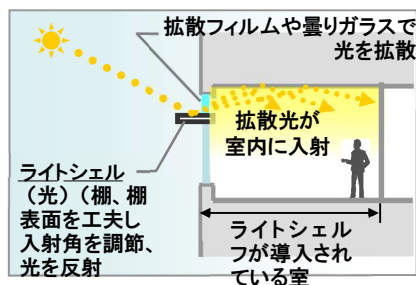 拡散フィルムや曇りガラスで
光を拡散
拡散光が
室内に入射
ライトシェル
（光）（棚、棚
表面を工夫し
入射角を調節、
光を反射
ライトシェル
フが導入され
ている室